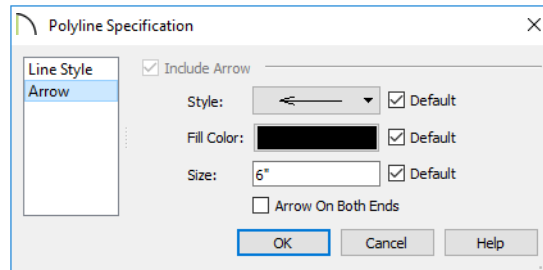 Polyline Specification
Line Style
Arrow
Include Arrow
Style:
Default
Fill Color:
Default
Size:
6"
Default
Arrow On Both Ends
OK
Cancel
Help